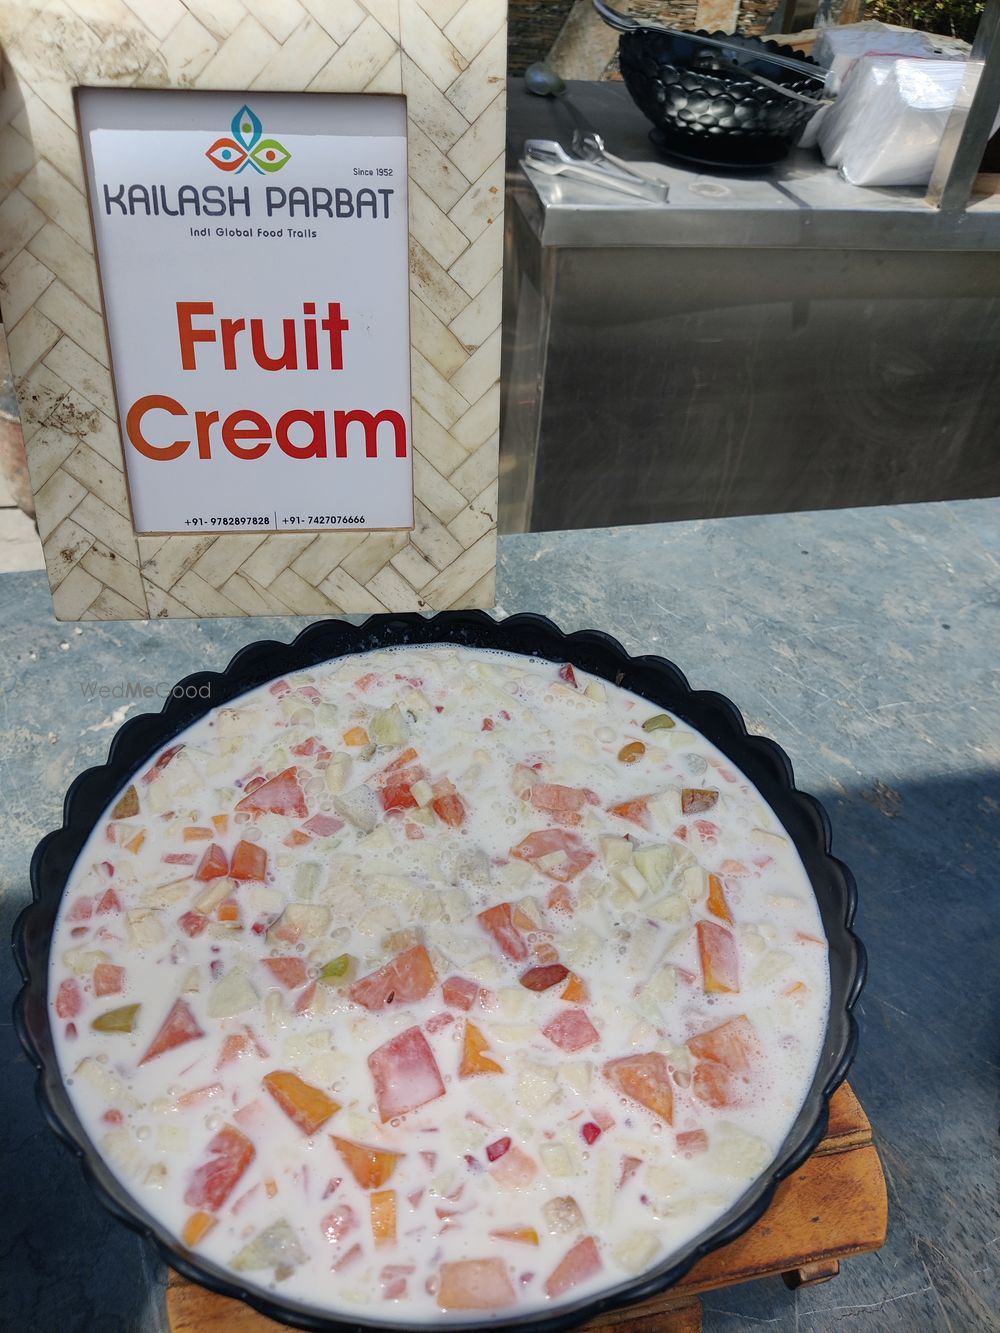 Since 1952
KAILASH PARBAT
Indi Global Food Trails
Fruit
Cream
+91- 9782897828 | +91- 7427076666
WedMeGood